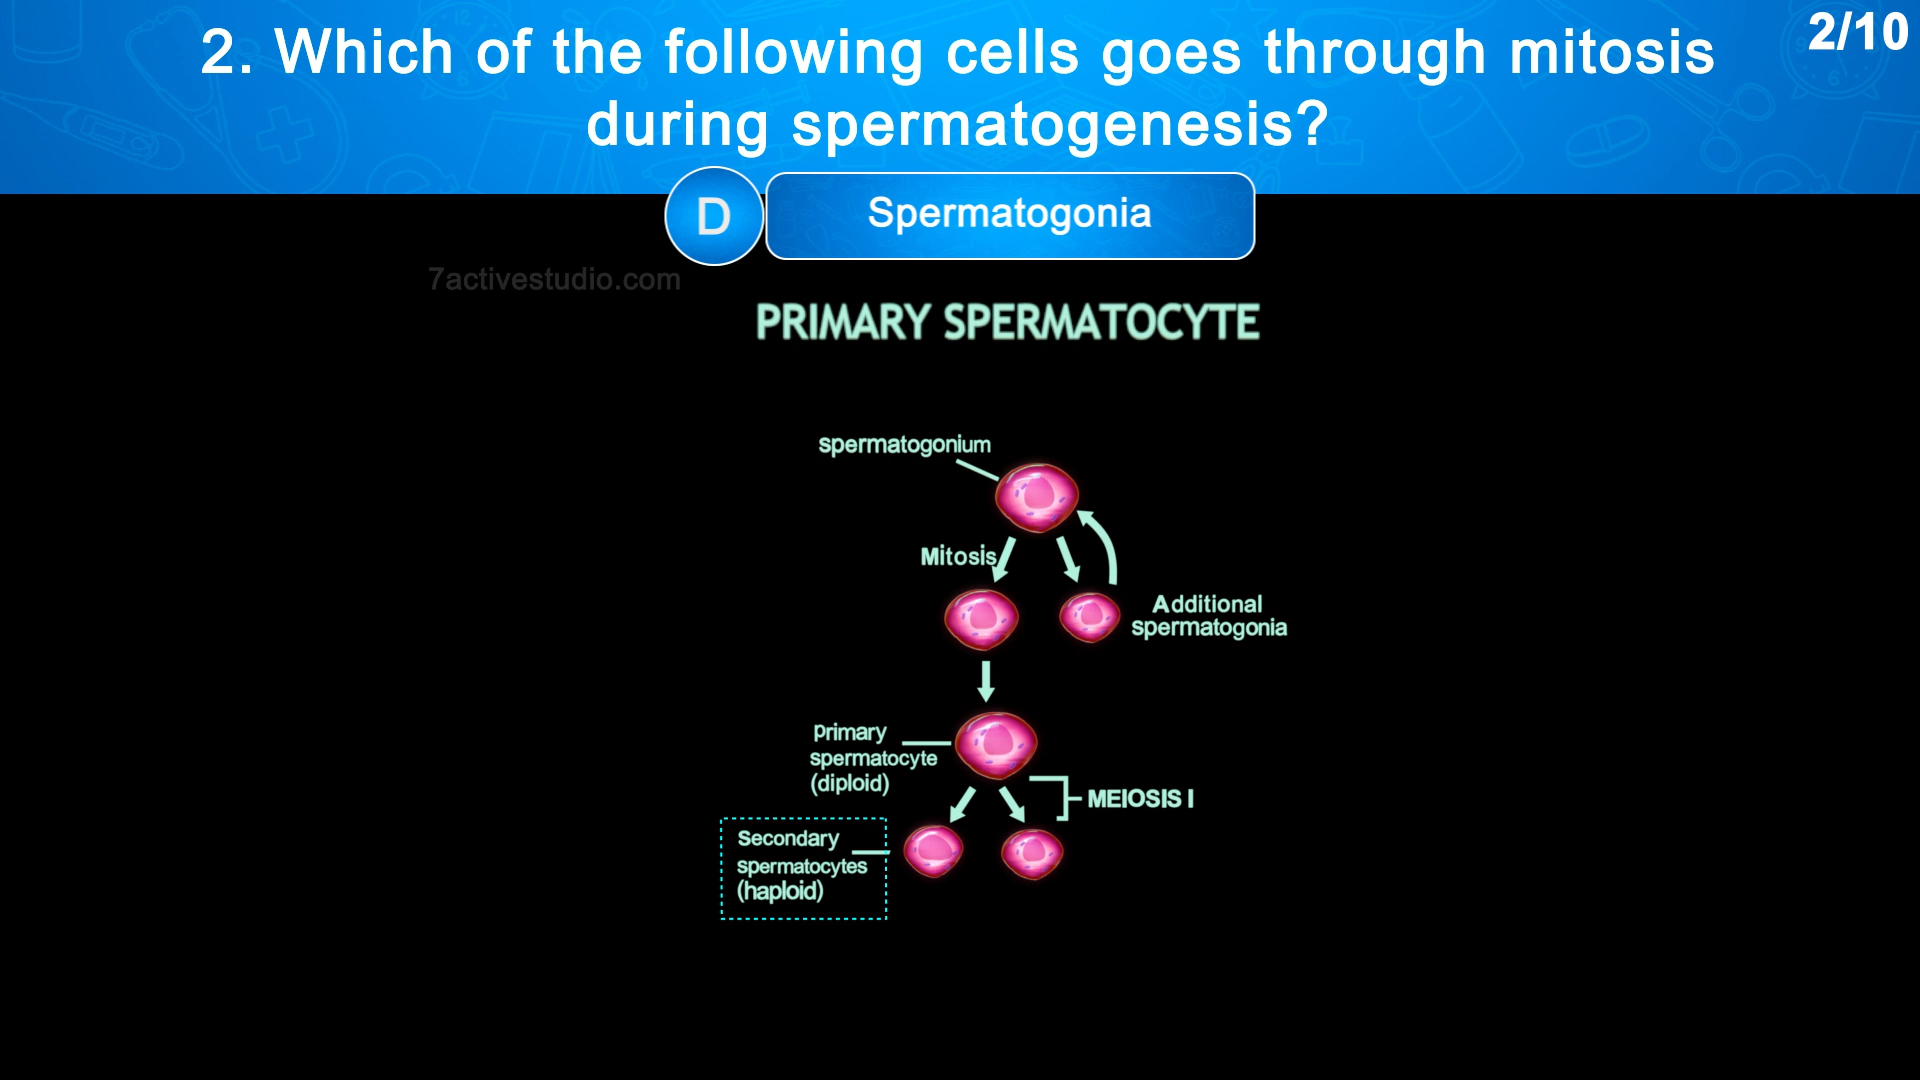 2. Which of the following cells goes through mitosis
during spermatogenesis?
2/10
D
Spermatogonia
7activestudio.com
PRIMARY SPERMATOCYTE
spermatogonium
Mitosis
Additional
spermatogonia
primary
spermatocyte
(diploid)
MEIOSIS I
Secondary
spermatocytes
(haploid)